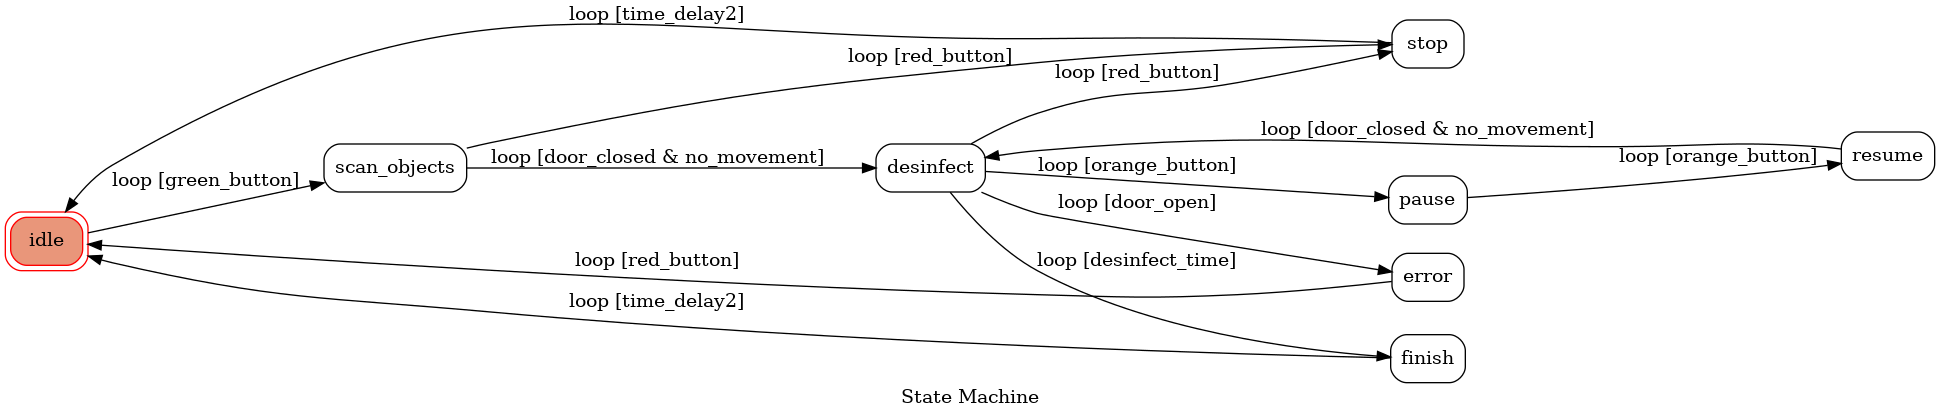 loop [time_delay2]
stop
loop [red_button]
loop [red_button]
loop [door_closed & no_movement]
scan_objects
loop [door_closed & no_movement]
desinfect
loop [orange_button]
loop [orange_button]
resume
loop [green_button]
pause
loop [door_open]
idle
loop [red_button]
loop [desinfect_time]
error
loop [time_delay2]
finish
State Machine